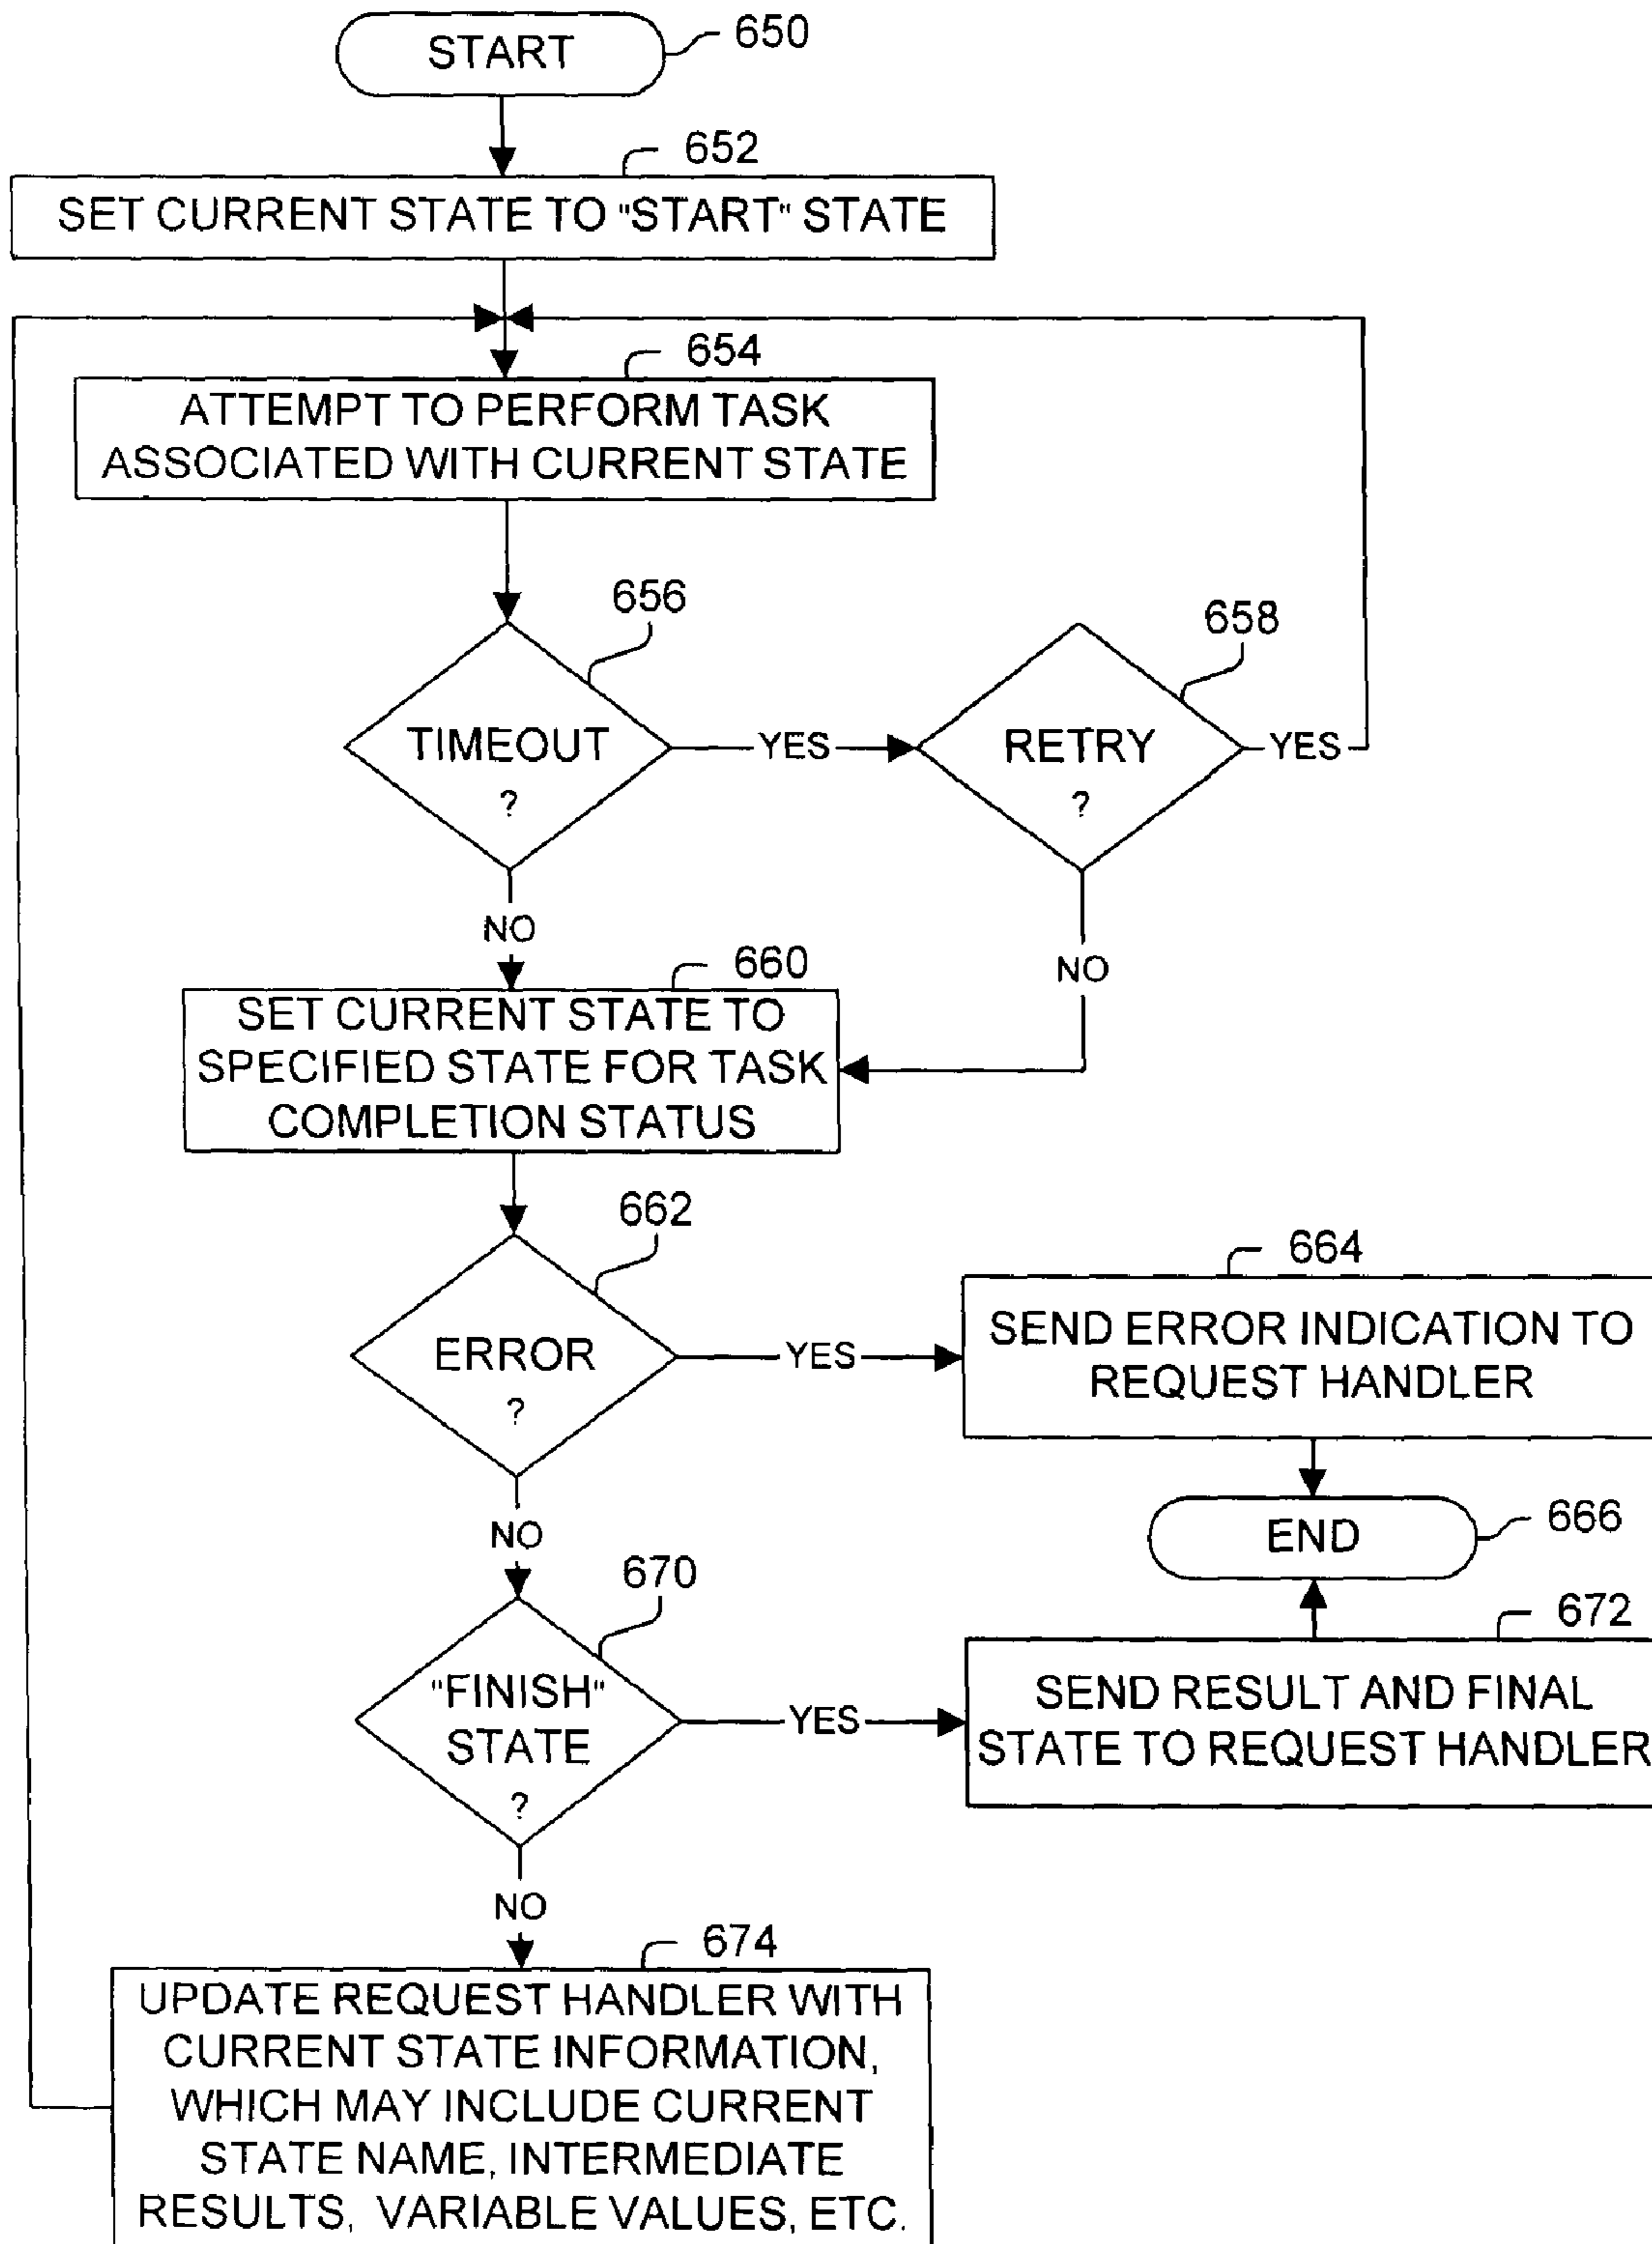 START
650
652
SET CURRENT STATE TO "START" STATE
654
ATTEMPT TO PERFORM TASK
ASSOCIATED WITH CURRENT STATE
656
658
TIMEOUT
?
YES
RETRY
?
YES
NO
NO
660
SET CURRENT STATE TO
SPECIFIED STATE FOR TASK
COMPLETION STATUS
662
664
ERROR
?
YES
SEND ERROR INDICATION TO
REQUEST HANDLER
NO
END
666
670
672
"FINISH"
STATE
?
YES
SEND RESULT AND FINAL
STATE TO REQUEST HANDLER
NO
674
UPDATE REQUEST HANDLER WITH
CURRENT STATE INFORMATION,
WHICH MAY INCLUDE CURRENT
STATE NAME, INTERMEDIATE
RESULTS, VARIABLE VALUES, ETC.